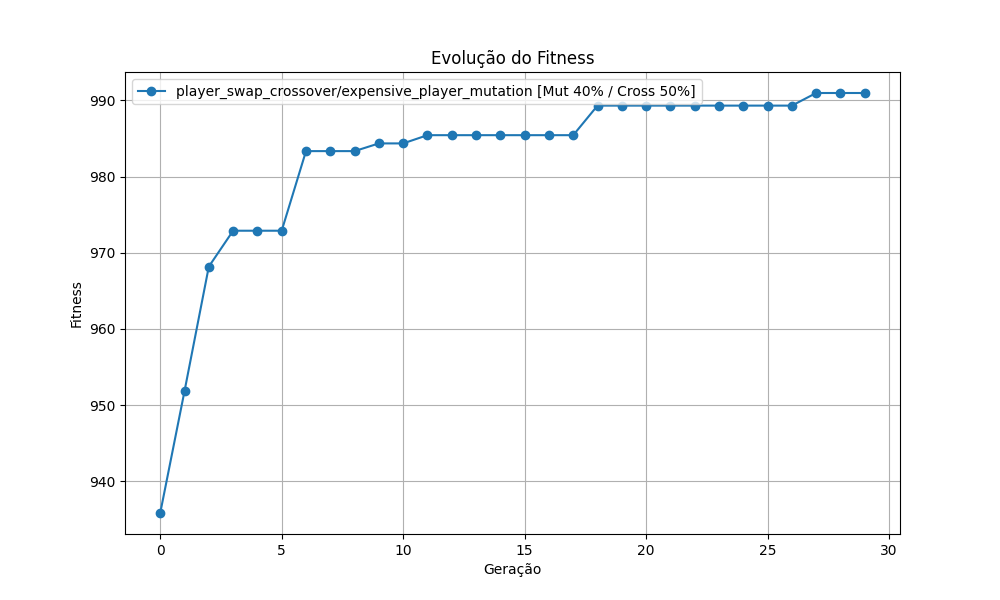 Evolução do Fitness
player_swap_crossover/expensive_player_mutation [Mut 40% / Cross 50%]
Fitness
990
980
970
960
950
940
0 5 10 15 20 25 30
Geração